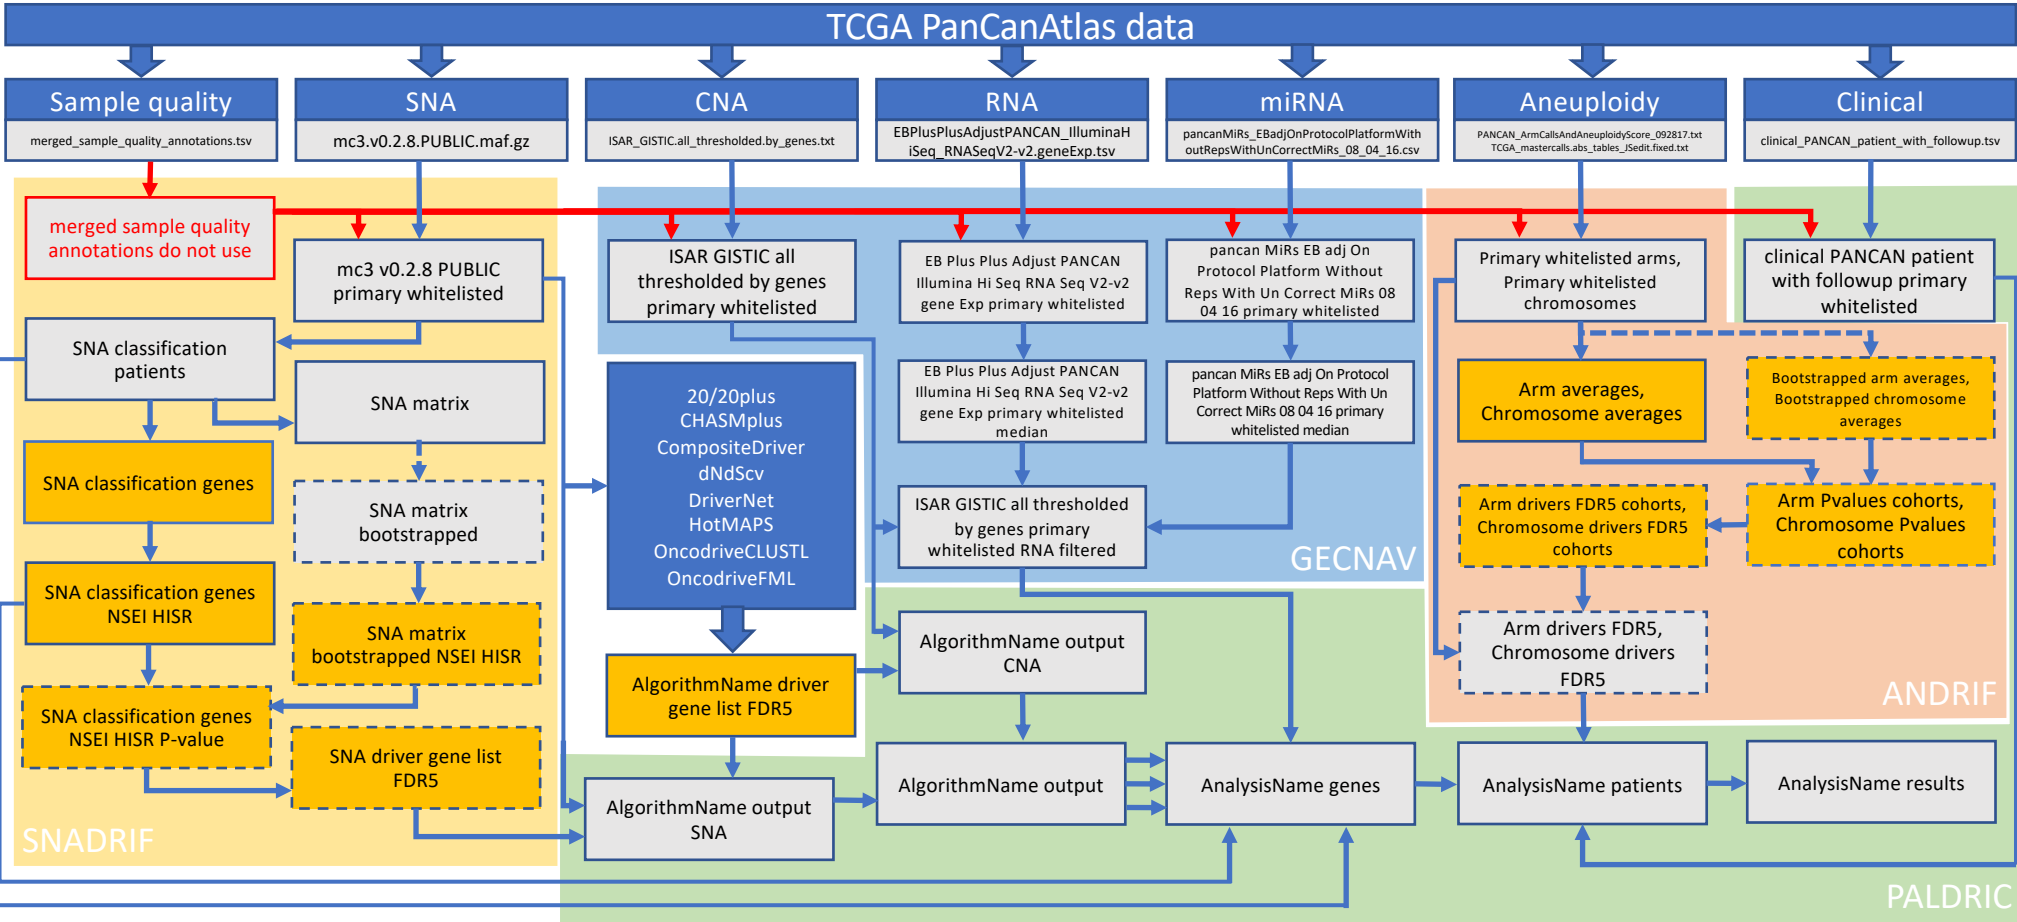 TCGA PanCanAtlas data
Sample quality
merged_sample_quality_annotations.tsv
SNA
mc3.v0.2.8.PUBLIC.maf.gz
CNA
ISAR_GISTIC.all_thresholded.by_genes.txt
RNA
EBPlusPlusAdjustPANCAN_IlluminaH
iSeq_RNASeqV2-v2.geneExp.tsv
miRNA
pancanMiRs_EBadjOnProtocolPlatformWith
outRepsWithUnCorrectMiRs_08_04_16.csv
Aneuploidy
PANCAN_ArmCallsAndAneuploidyScore_092817.txt
TCGA_mastercalls.abs_tables_JSedit.fixed.txt
Clinical
clinical_PANCAN_patient_with_followup.tsv
merged sample quality
annotations do not use
mc3 v0.2.8 PUBLIC
primary whitelisted
ISAR GISTIC all
thresholded by genes
primary whitelisted
EB Plus Plus Adjust PANCAN
Illumina Hi Seq RNA Seq V2-v2
gene Exp primary whitelisted
pancan MiRs EB adj On
Protocol Platform Without
Reps With Un Correct MiRs 08
04 16 primary whitelisted
Primary whitelisted arms,
Primary whitelisted
chromosomes
clinical PANCAN patient
with followup primary
whitelisted
SNA classification
patients
SNA matrix
20/20plus
CHASMplus
CompositeDriver
dNdScv
DriverNet
HotMAPS
OncodriveCLUSTL
OncodriveFML
EB Plus Plus Adjust PANCAN
Illumina Hi Seq RNA Seq V2-v2
gene Exp primary whitelisted
median
pancan MiRs EB adj On Protocol
Platform Without Reps With Un
Correct MiRs 08 04 16 primary
whitelisted median
Arm averages,
Chromosome averages
Bootstrapped arm averages,
Bootstrapped chromosome
averages
SNA classification genes
SNA matrix
bootstrapped
ISAR GISTIC all thresholded
by genes primary
whitelisted RNA filtered
GECNAV
Arm drivers FDR5 cohorts,
Chromosome drivers FDR5
cohorts
Arm Pvalues cohorts,
Chromosome Pvalues
cohorts
SNA classification genes
NSEI HISR
SNA matrix
bootstrapped NSEI HISR
AlgorithmName driver
gene list FDR5
AlgorithmName output
CNA
Arm drivers FDR5,
Chromosome drivers
FDR5
ANDRIF
SNA classification genes
NSEI HISR P-value
SNA driver gene list
FDR5
AlgorithmName output
SNA
AlgorithmName output
AnalysisName genes
AnalysisName patients
AnalysisName results
SNADRIF
PALDRIC